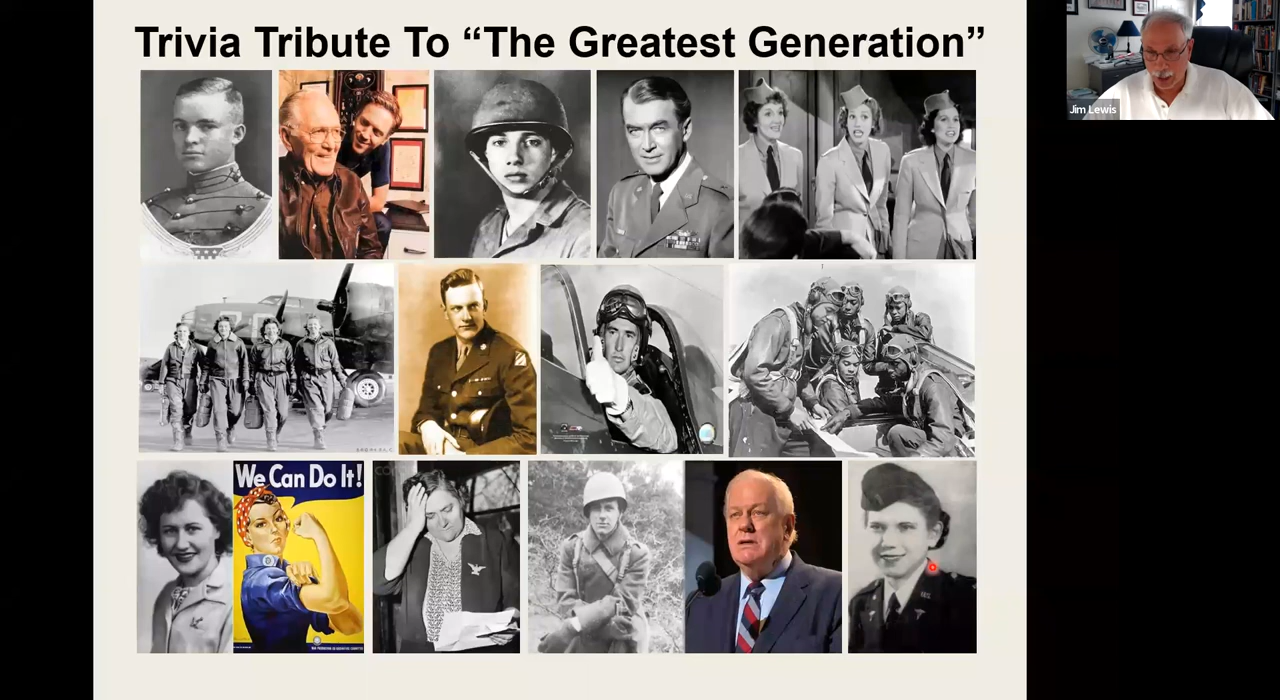 Trivia Tribute To “The Greatest Generation”
Jim Lewis
We Can Do It!